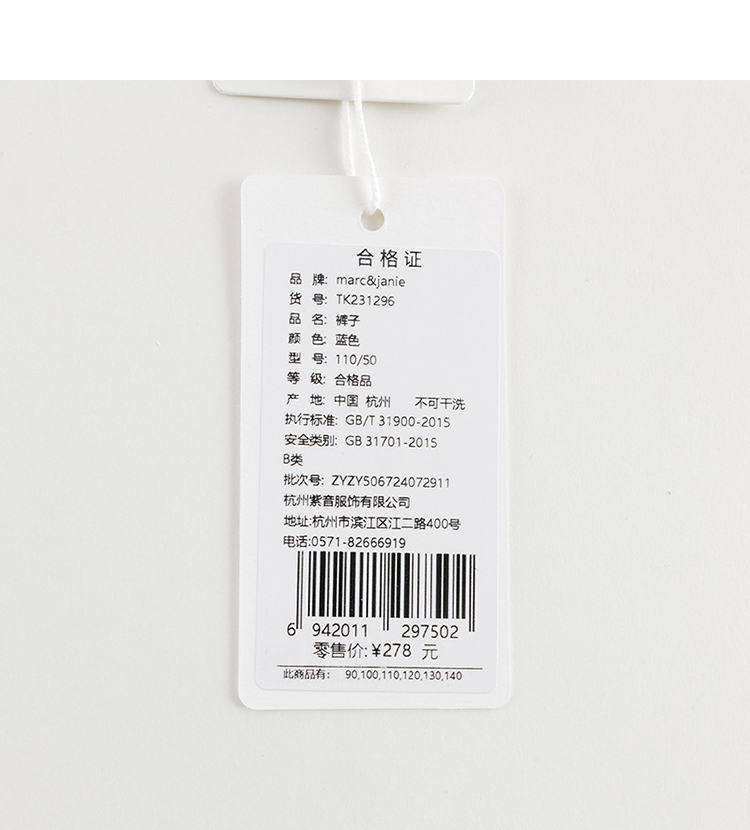 合格证
品 牌: marc&janie
货 号: TK231296
品 名: 裤子
颜 色: 蓝色
型 号: 110/50
等 级: 合格品
产 地: 中国 杭州 不可干洗
执行标准: GB/T 31900-2015
安全类别: GB 31701-2015
B类
批次号: ZYZY506724072911
杭州紫音服饰有限公司
地址:杭州市滨江区江二路400号
电话:0571-82666919
6 942011 297502
零售价:¥278 元
此商品有: 90,100,110,120,130,140